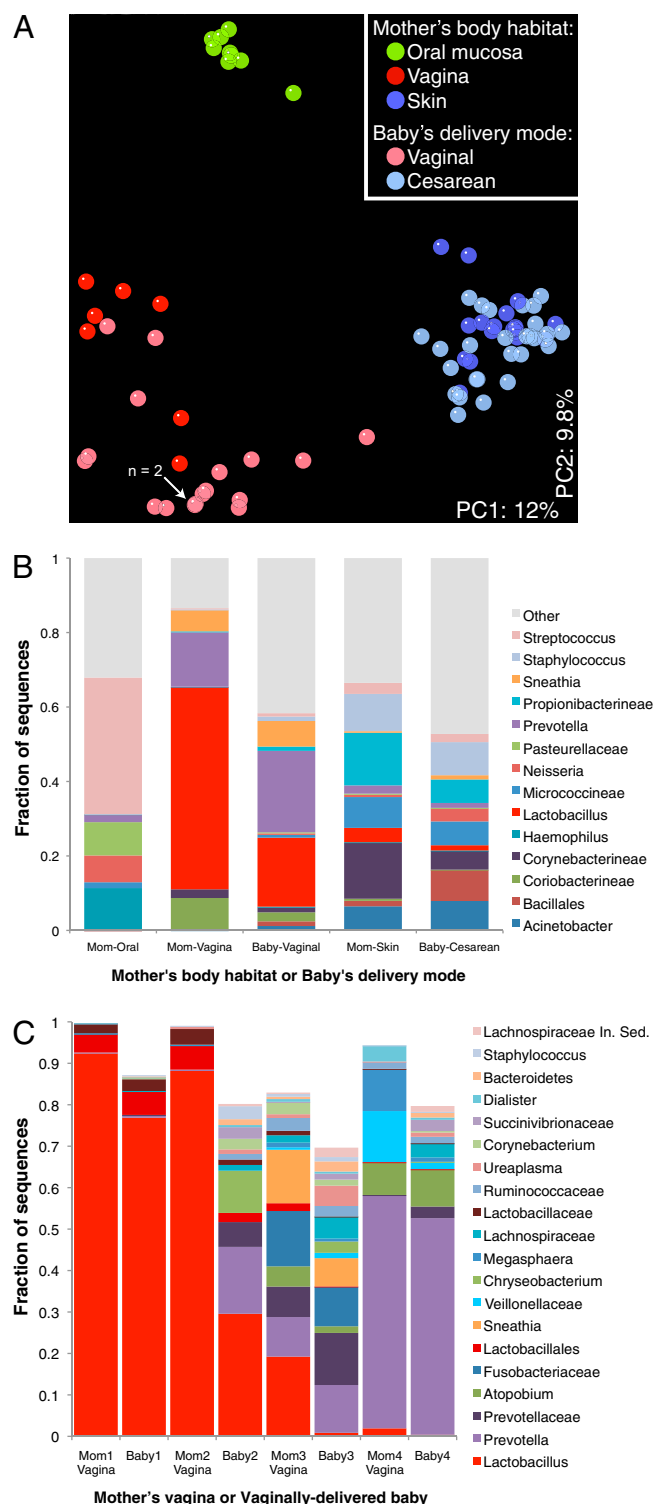 A
Mother's body habitat:
Oral mucosa
Vagina
Skin
Baby's delivery mode:
Vaginal
Cesarean
n = 2
PC1: 12%
PC2: 9.8%
B
Fraction of sequences
1
0.8
0.6
0.4
0.2
0
Mom-Oral
Mom-Vagina
Baby-Vaginal
Mom-Skin
Baby-Cesarean
Mother's body habitat or Baby's delivery mode
Other
Streptococcus
Staphylococcus
Sneathia
Propionibacterineae
Prevotella
Pasteurellaceae
Neisseria
Micrococcineae
Lactobacillus
Haemophilus
Corynebacterineae
Coriobacterineae
Bacillales
Acinetobacter
C
Fraction of sequences
1
0.9
0.8
0.7
0.6
0.5
0.4
0.3
0.2
0.1
0
Mom1
Vagina
Baby1
Mom2
Vagina
Baby2
Mom3
Vagina
Baby3
Mom4
Vagina
Baby4
Mother's vagina or Vaginally-delivered baby
Lachnospiraceae In. Sed.
Staphylococcus
Bacteroidetes
Dialister
Succinivibrionaceae
Corynebacterium
Ureaplasma
Ruminococcaceae
Lactobacillaceae
Lachnospiraceae
Megasphaera
Chryseobacterium
Veillonellaceae
Sneathia
Lactobacillales
Fusobacteriaceae
Atopobium
Prevotellaceae
Prevotella
Lactobacillus